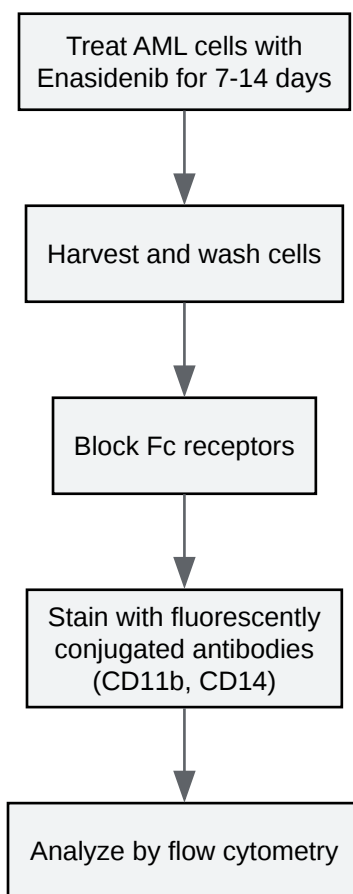 Treat AML cells with
Enasidenib for 7-14 days
Harvest and wash cells
Block Fc receptors
Stain with fluorescently
conjugated antibodies
(CD11b, CD14)
Analyze by flow cytometry